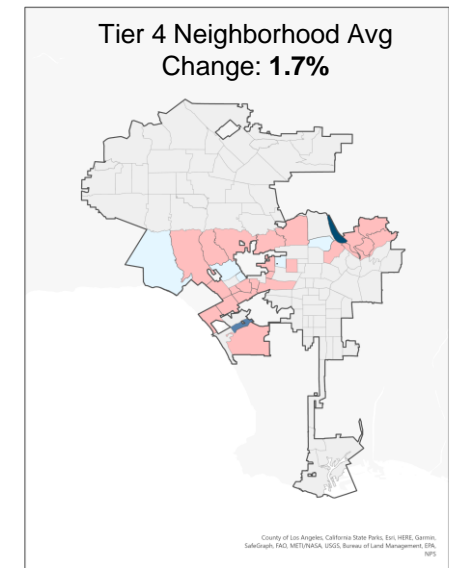 Tier 4 Neighborhood Avg
Change: 1.7%
County of Los Angeles, California State Parks, Esri, HERE, Garmin,
SafeGraph, FAO, METI/NASA, USGS, Bureau of Land Management, EPA,
NPS